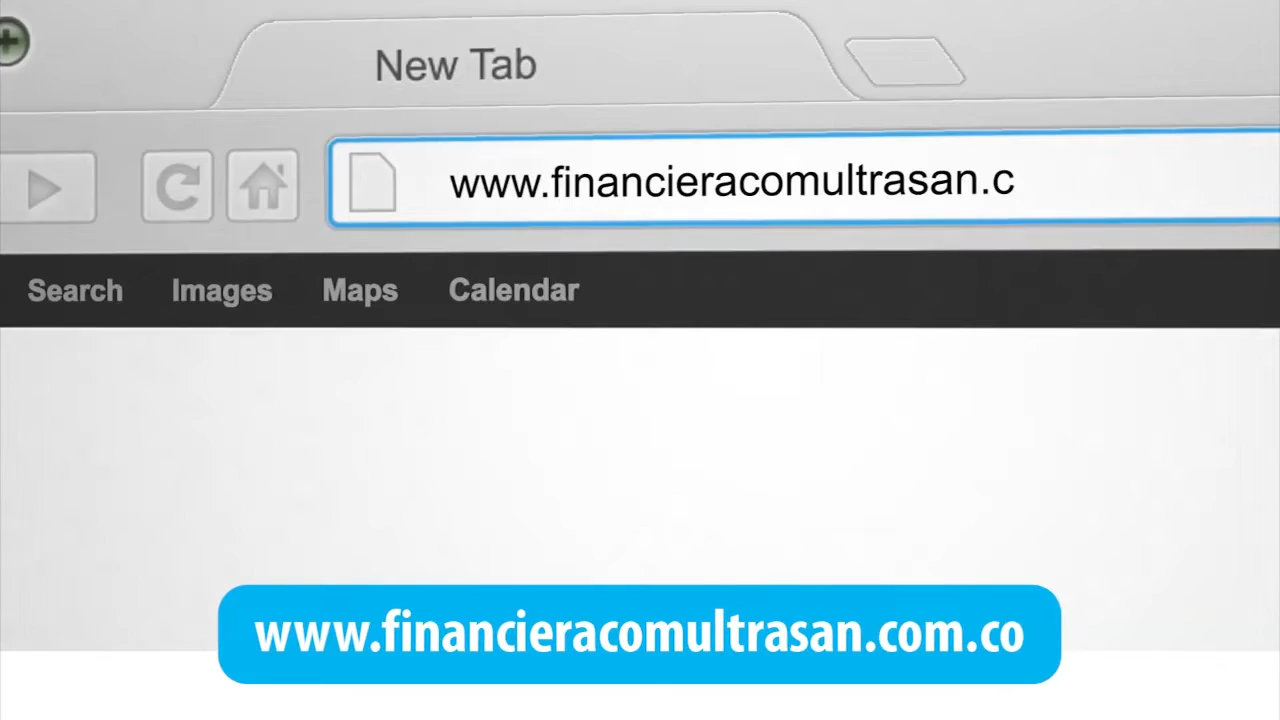 New Tab
www.financieracomultrasan.c
Search Images Maps Calendar
www.financieracomultrasan.com.co